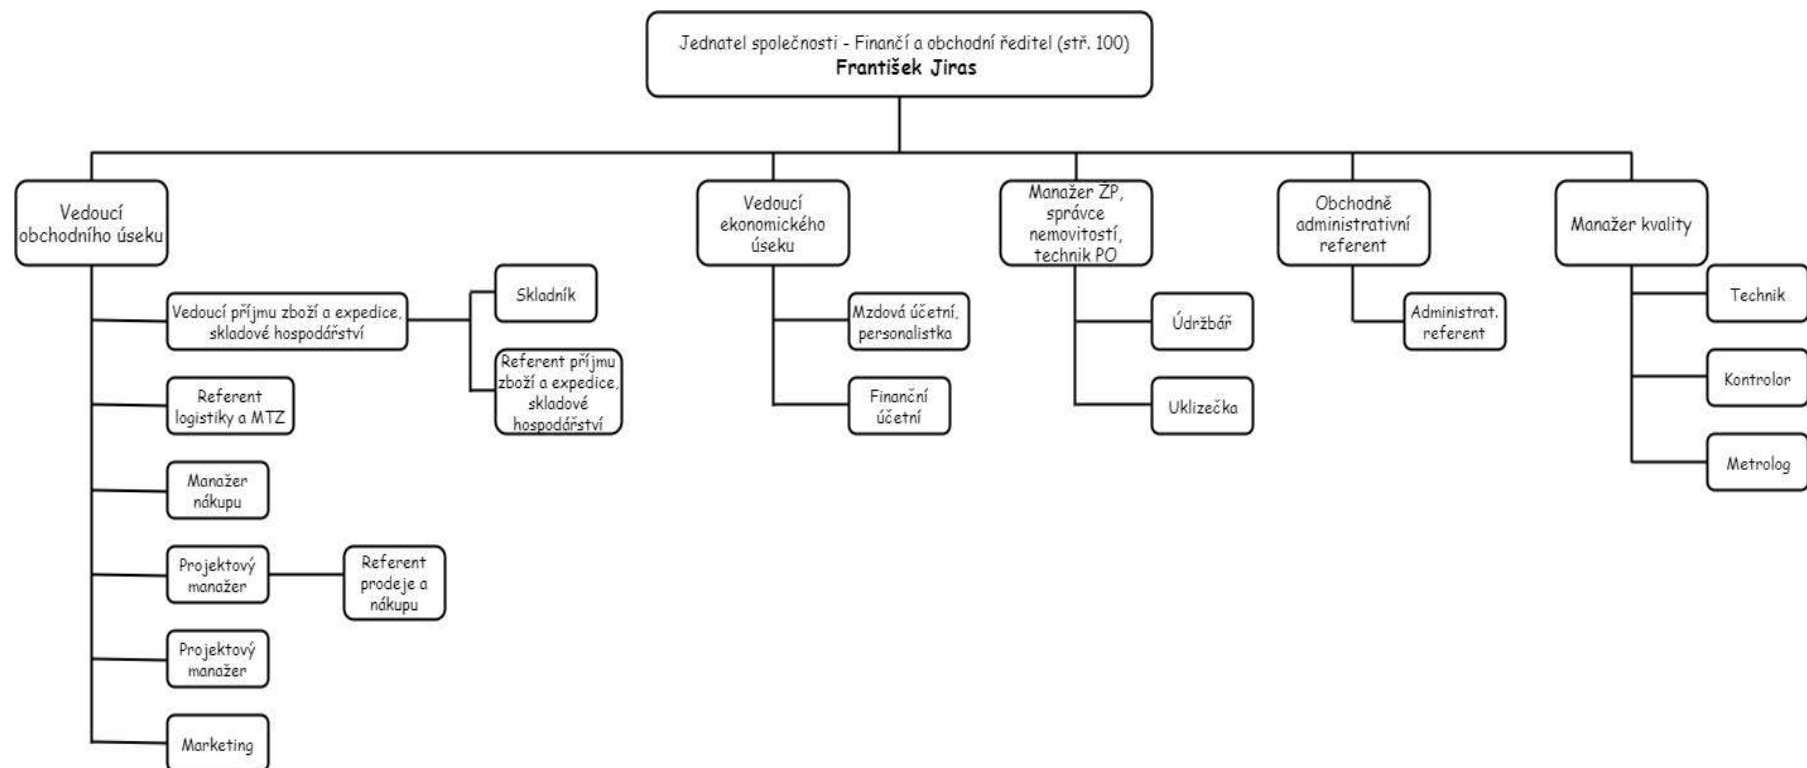 Jednatel společnosti - Finančí a obchodní ředitel (stř. 100)
František Jiras
Vedoucí
obchodního úseku
Vedoucí
ekonomického
úseku
Manažer ŽP,
správce
nemovitostí,
technik PO
Obchodně
administrativní
referent
Manažer kvality
Vedoucí příjmu zboží a expedice,
skladové hospodářství
Skladník
Referent příjmu
zboží a expedice,
skladové
hospodářství
Referent
logistiky a MTZ
Manažer
nákupu
Projektový
manažer
Referent
prodeje a
nákupu
Projektový
manažer
Marketing
Mzdová účetní,
personalistka
Finanční
účetní
Údržbář
Uklizečka
Administrat.
referent
Technik
Kontrolor
Metrolog